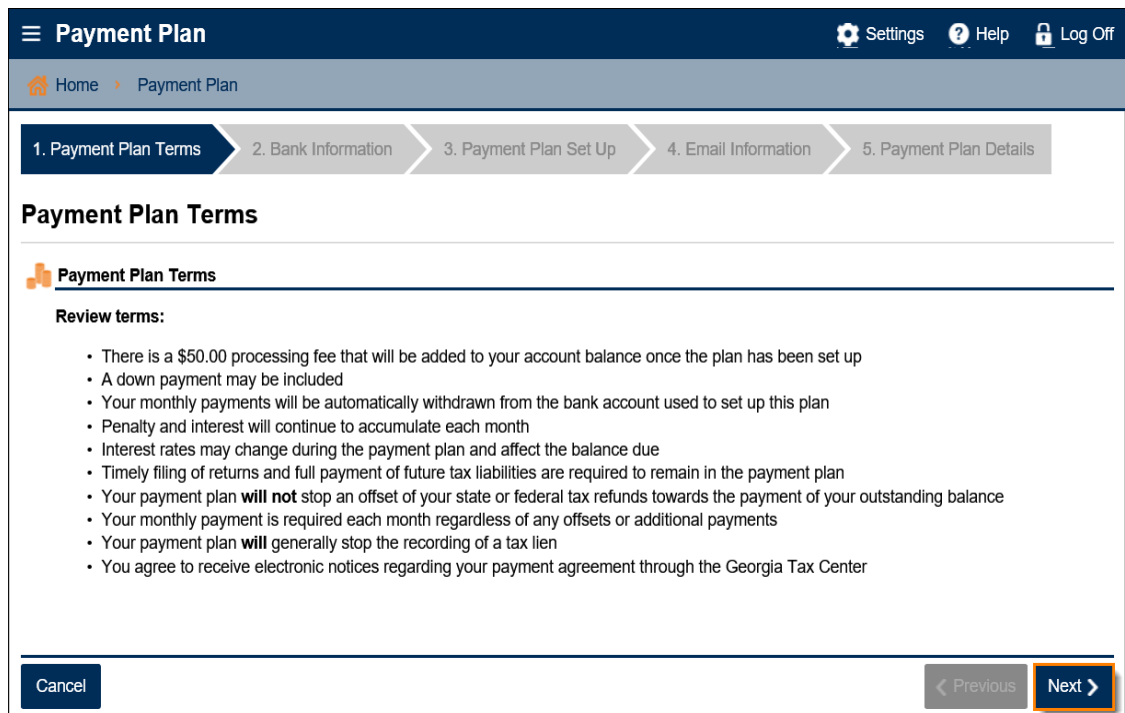 Payment Plan
Settings
Help
Log Off
Home
Payment Plan
1. Payment Plan Terms
2. Bank Information
3. Payment Plan Set Up
4. Email Information
5. Payment Plan Details
Payment Plan Terms
Payment Plan Terms
Review terms:
• There is a $50.00 processing fee that will be added to your account balance once the plan has been set up
• A down payment may be included
• Your monthly payments will be automatically withdrawn from the bank account used to set up this plan
• Penalty and interest will continue to accumulate each month
• Interest rates may change during the payment plan and affect the balance due
• Timely filing of returns and full payment of future tax liabilities are required to remain in the payment plan
• Your payment plan will not stop an offset of your state or federal tax refunds towards the payment of your outstanding balance
• Your monthly payment is required each month regardless of any offsets or additional payments
• Your payment plan will generally stop the recording of a tax lien
• You agree to receive electronic notices regarding your payment agreement through the Georgia Tax Center
Cancel
Previous
Next